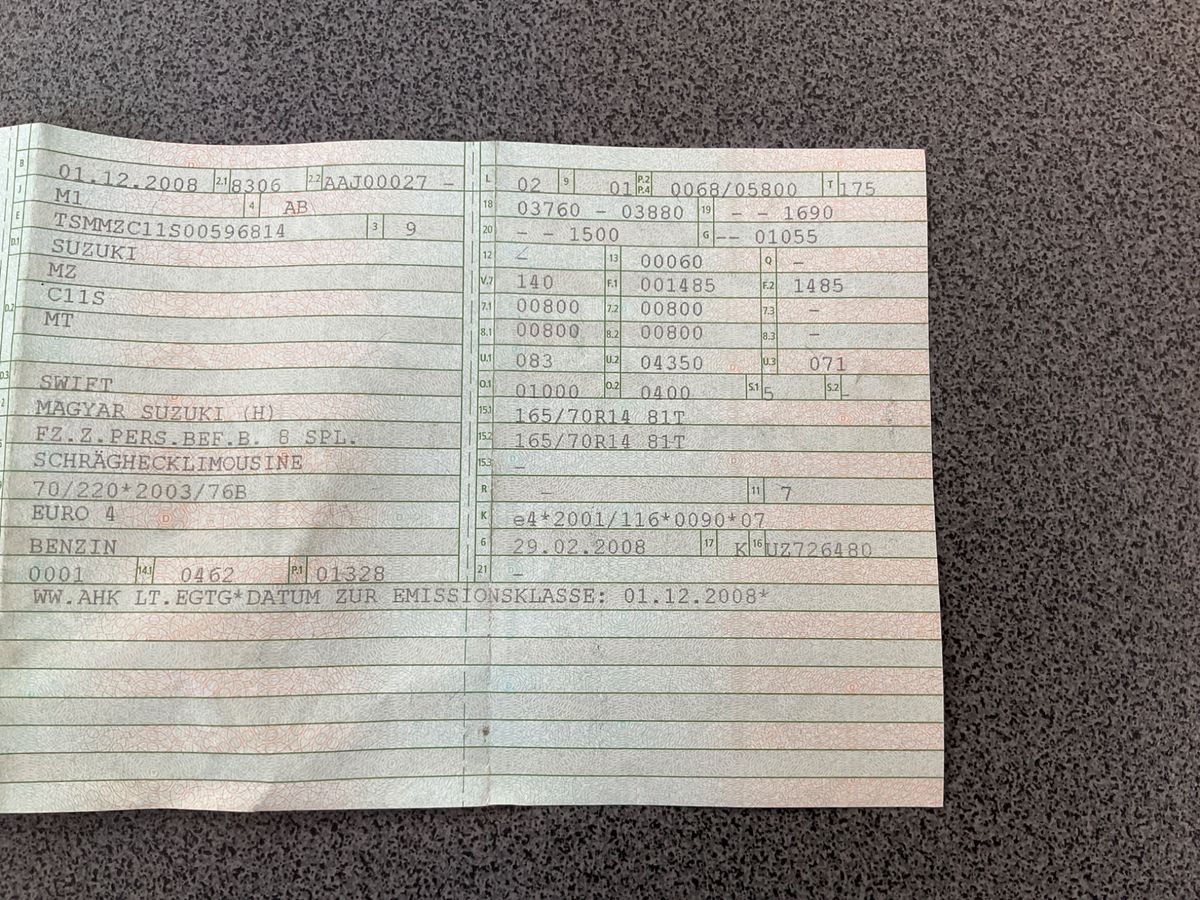 B 01.12.2008 2.1 8306 2.2 AAJ00027 -
J M1 4 AB
E TSMMZC11S00596814 3 9
D.1 SUZUKI
MZ
D.2 C11S
MT
D.3 SWIFT
2 MAGYAR SUZUKI (H)
5 FZ.Z.PERS.BEF.B. 8 SPL.
SCHRÄGHECKLIMOUSINE
70/220*2003/76B
EURO 4
BENZIN
0001 14.1 0462 P.1 01328
L 02 9 01 P.2 P.4 0068/05800 T 175
18 03760 - 03880 19 - - 1690
20 - - 1500 G -- 01055
12 - 13 00060 Q -
V.7 140 F.1 001485 F.2 1485
7.1 00800 7.2 00800 7.3 -
8.1 00800 8.2 00800 8.3 -
U.1 083 U.2 04350 U.3 071
O.1 01000 O.2 0400 S.1 5 S.2 -
15.1 165/70R14 81T
15.2 165/70R14 81T
15.3 -
R - 11 7
K e4*2001/116*0090*07
6 29.02.2008 17 K 16 UZ726480
21 -
WW.AHK LT.EGTG*DATUM ZUR EMISSIONSKLASSE: 01.12.2008*